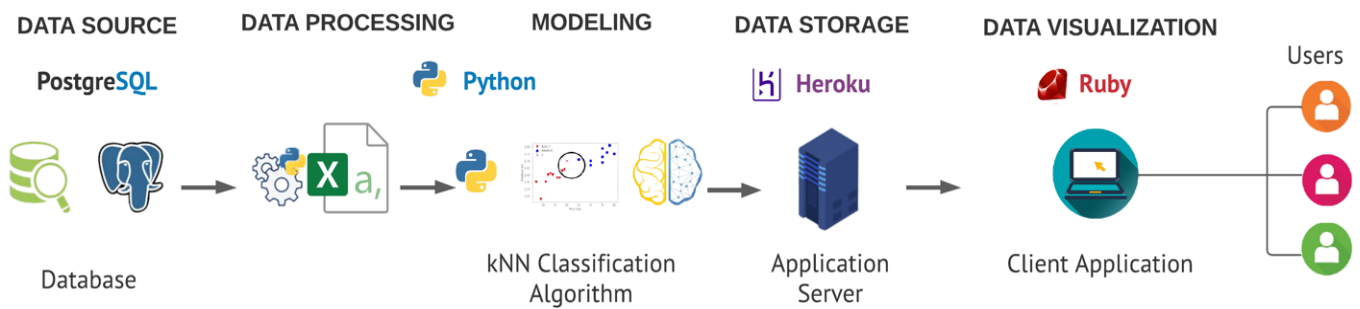 DATA SOURCE
DATA PROCESSING
MODELING
DATA STORAGE
DATA VISUALIZATION
Users
PostgreSQL
Python
Heroku
Ruby
X
a,
Database
kNN Classification
Algorithm
Application
Server
Client Application